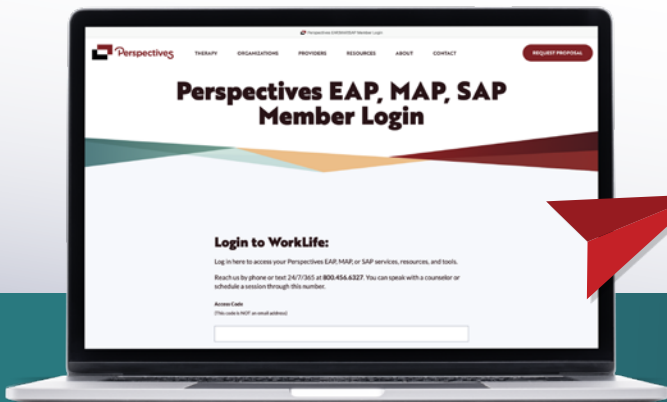 Perspectives EAP/MAP/SAP Member Login
Perspectives
THERAPY ORGANIZATIONS PROVIDERS RESOURCES ABOUT CONTACT
REQUEST PROPOSAL
Perspectives EAP, MAP, SAP
Member Login
Login to WorkLife:
Log in here to access your Perspectives EAP, MAP, or SAP services, resources, and tools.
Reach us by phone or text 24/7/365 at 800.456.6327. You can speak with a counselor or
schedule a session through this number.
Access Code
(This code is NOT an email address)